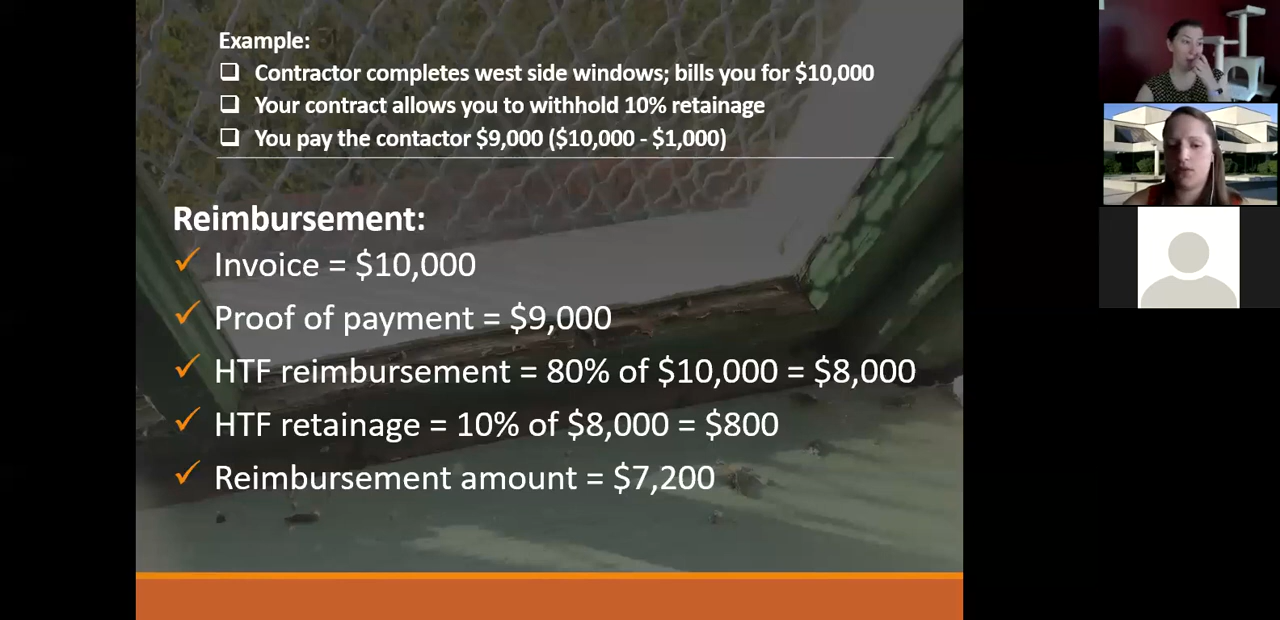 Example:
❑ Contractor completes west side windows; bills you for $10,000
❑ Your contract allows you to withhold 10% retainage
❑ You pay the contactor $9,000 ($10,000 - $1,000)
Reimbursement:
✓ Invoice = $10,000
✓ Proof of payment = $9,000
✓ HTF reimbursement = 80% of $10,000 = $8,000
✓ HTF retainage = 10% of $8,000 = $800
✓ Reimbursement amount = $7,200